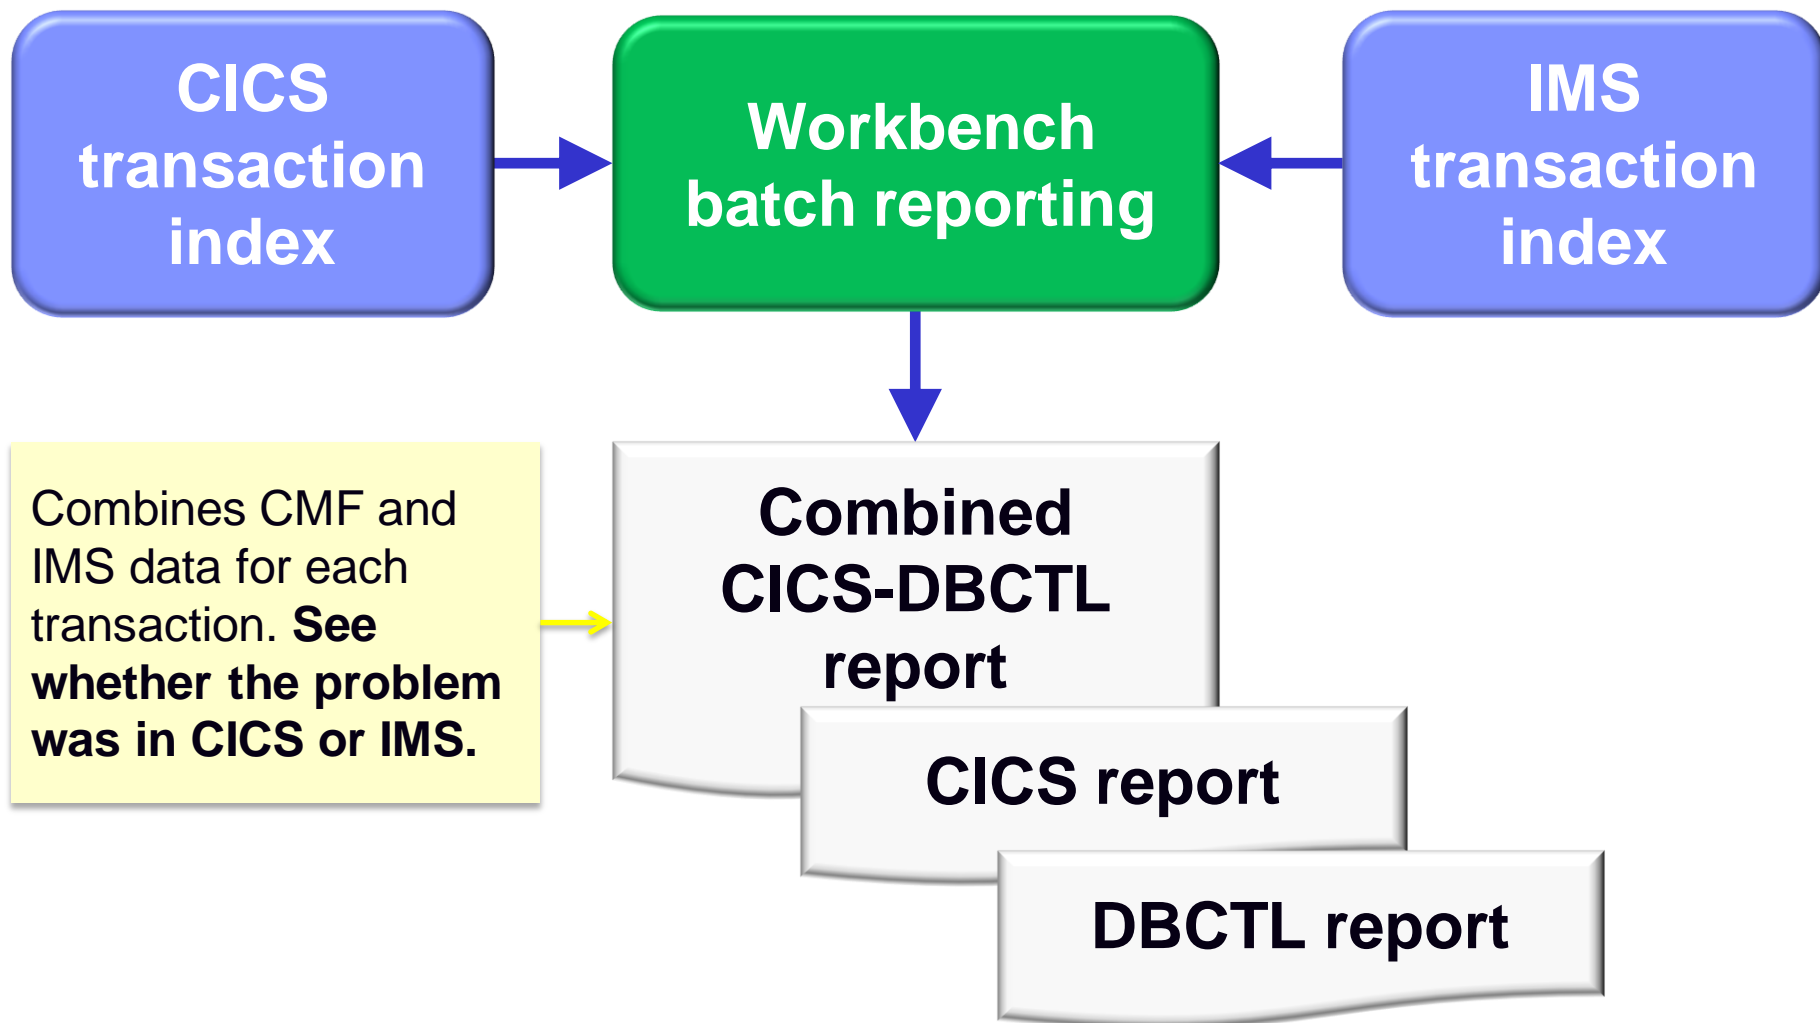 CICS
transaction
index
Workbench
batch reporting
IMS
transaction
index
Combines CMF and
IMS data for each
transaction. See
whether the problem
was in CICS or IMS.
Combined
CICS-DBCTL
report
CICS report
DBCTL report